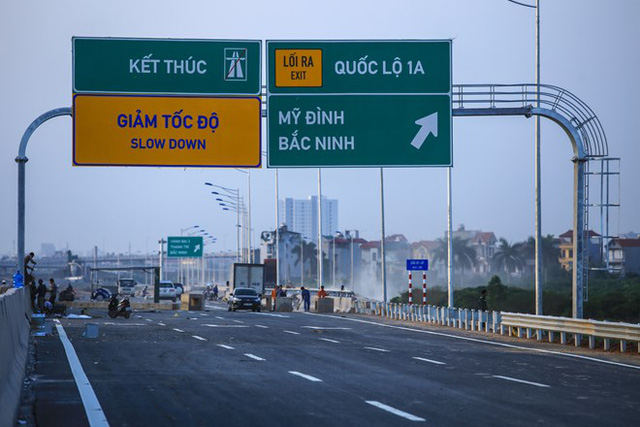 KẾT THÚC
GIẢM TỐC ĐỘ
SLOW DOWN
LỐI RA
EXIT
QUỐC LỘ 1A
MỸ ĐÌNH
BẮC NINH